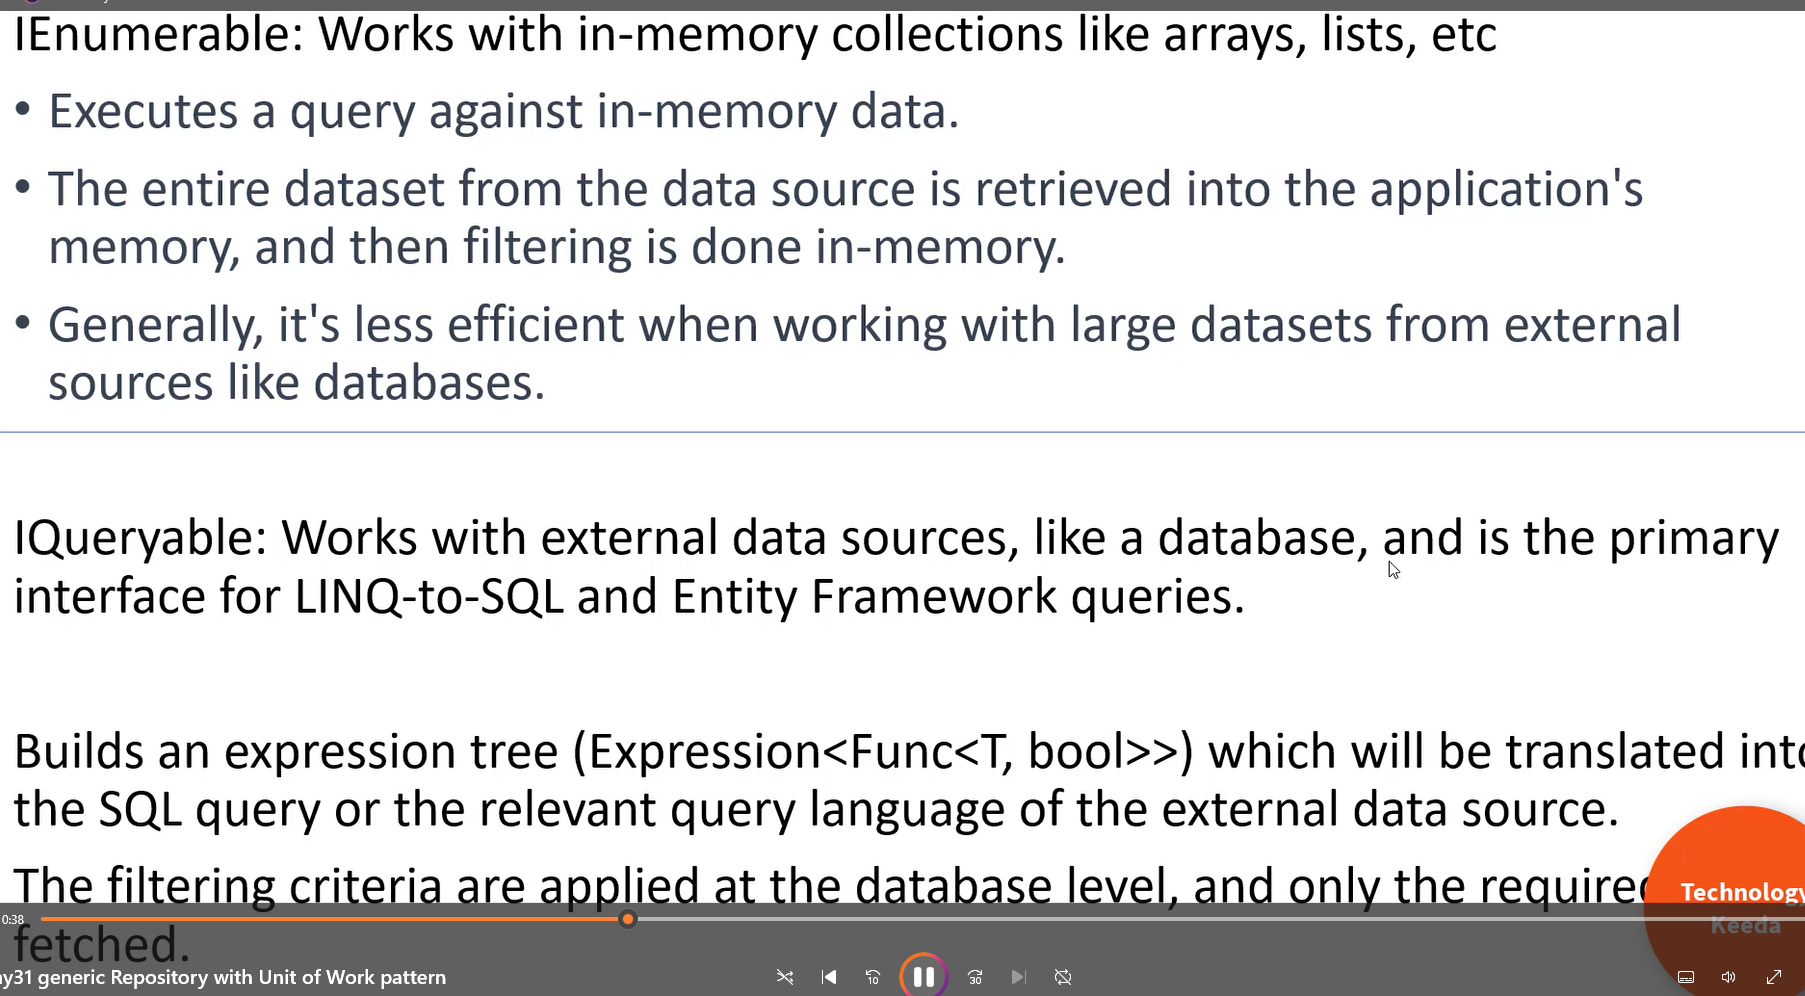 IEnumerable: Works with in-memory collections like arrays, lists, etc
• Executes a query against in-memory data.
• The entire dataset from the data source is retrieved into the application's
memory, and then filtering is done in-memory.
• Generally, it's less efficient when working with large datasets from external
sources like databases.
IQueryable: Works with external data sources, like a database, and is the primary
interface for LINQ-to-SQL and Entity Framework queries.
Builds an expression tree (Expression<Func<T, bool>>) which will be translated into
the SQL query or the relevant query language of the external data source.
The filtering criteria are applied at the database level, and only the required
Technology
Keeda
0:38
fetched.
ay31 generic Repository with Unit of Work pattern
10
30